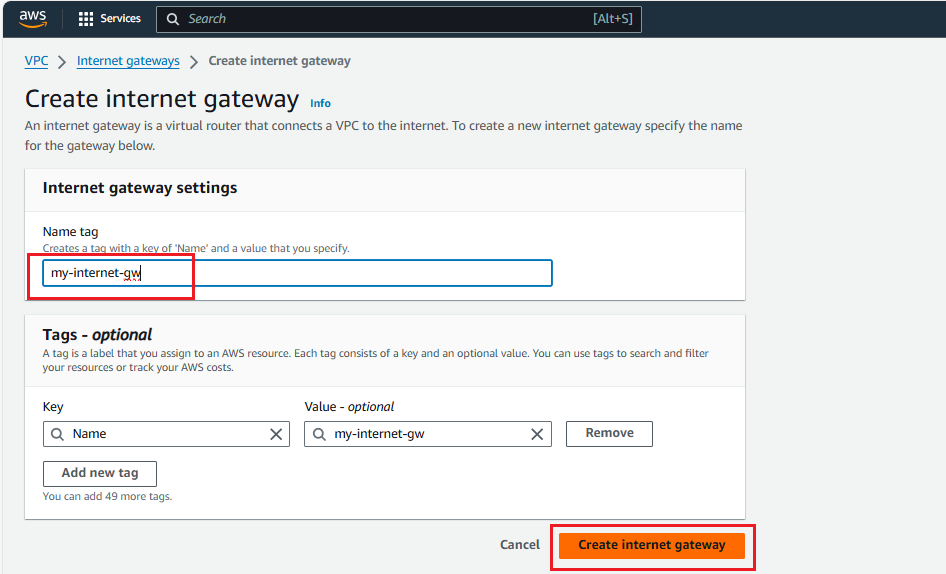 aws
Services
Search
[Alt+S]
VPC > Internet gateways > Create internet gateway
Create internet gateway Info
An internet gateway is a virtual router that connects a VPC to the internet. To create a new internet gateway specify the name
for the gateway below.
Internet gateway settings
Name tag
Creates a tag with a key of 'Name' and a value that you specify.
my-internet-gw
Tags - optional
A tag is a label that you assign to an AWS resource. Each tag consists of a key and an optional value. You can use tags to search and filter
your resources or track your AWS costs.
Key
Value - optional
Name
my-internet-gw
Remove
Add new tag
You can add 49 more tags.
Cancel
Create internet gateway